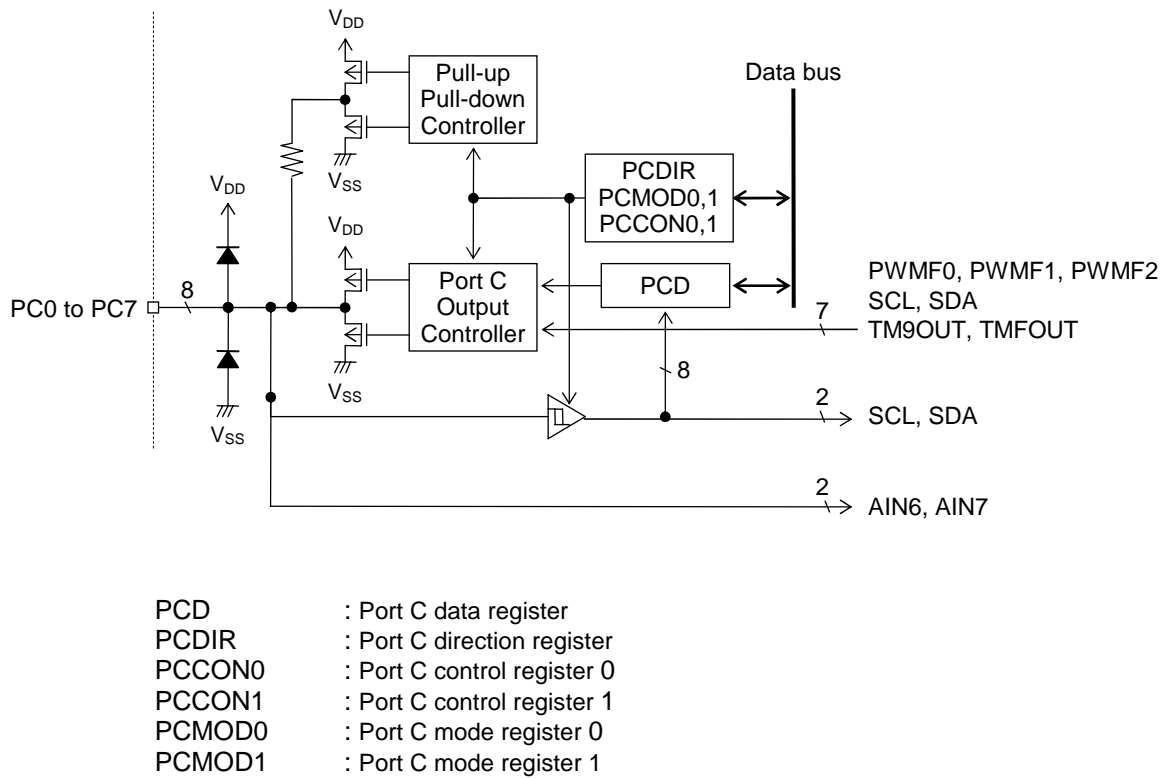 VDD
Pull-up
Pull-down
Controller
Data bus
VSS
PCDIR
PCMOD0,1
PCCON0,1
VDD
VDD
PC0 to PC7
8
Port C
Output
Controller
PCD
PWMF0, PWMF1, PWMF2
SCL, SDA
7
TM9OUT, TMFOUT
VSS
8
VSS
2
SCL, SDA
2
AIN6, AIN7
PCD : Port C data register
PCDIR : Port C direction register
PCCON0 : Port C control register 0
PCCON1 : Port C control register 1
PCMOD0 : Port C mode register 0
PCMOD1 : Port C mode register 1